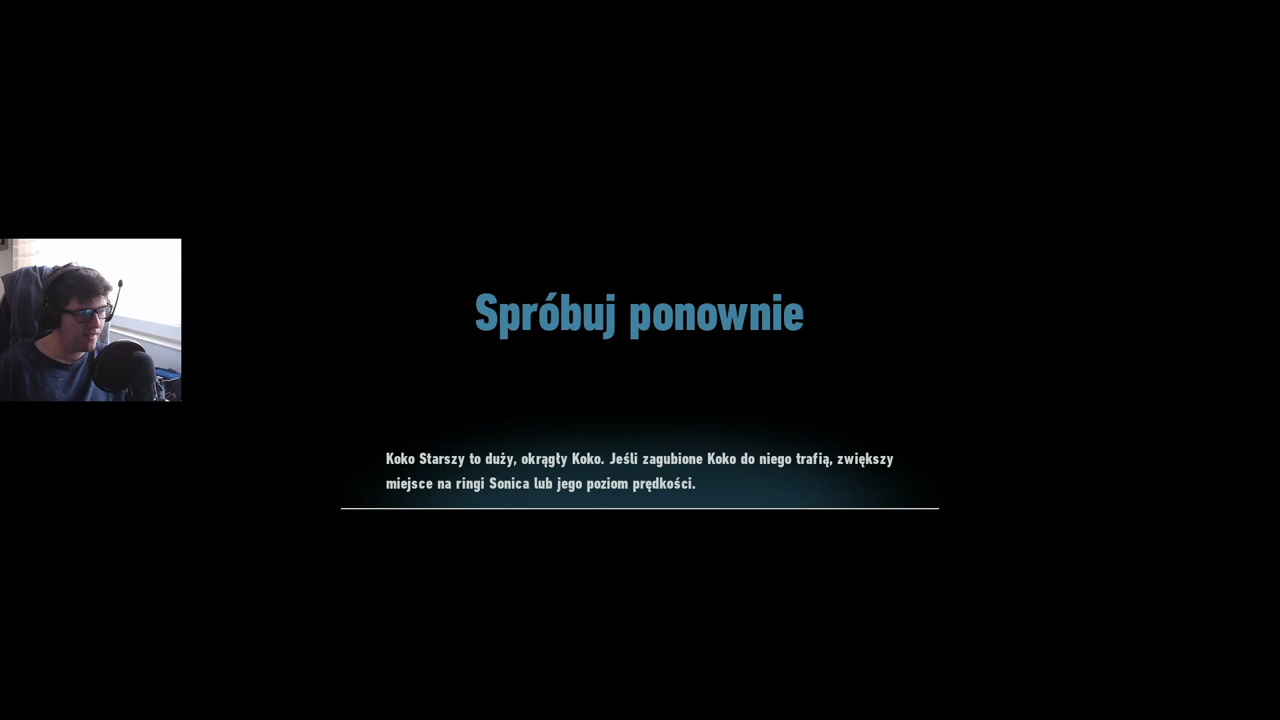 Spróbuj ponownie
Koko Starszy to duży, okrągły Koko. Jeśli zagubione Koko do niego trafią, zwiększy
miejsce na ringi Sonica lub jego poziom prędkości.